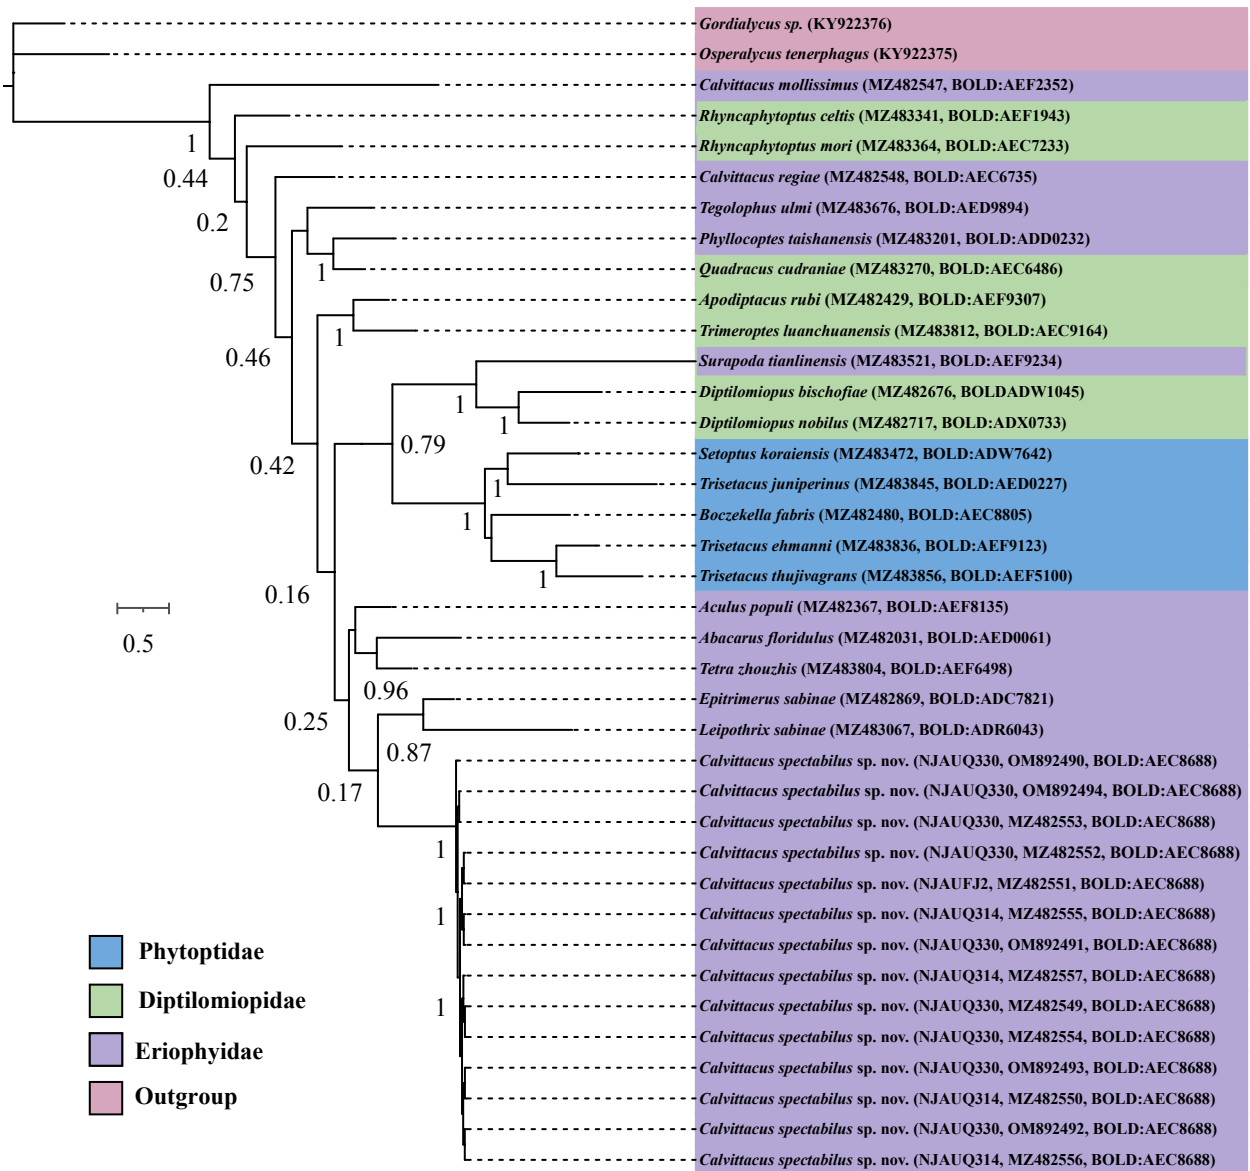 Gordialycus sp. (KY922376)
Osperalycus tenerphagus (KY922375)
Calvittacus mollissimus (MZ482547, BOLD:AEF2352)
Rhyncaphytoptus celtis (MZ483341, BOLD:AEF1943)
1
Rhyncaphytoptus mori (MZ483364, BOLD:AEC7233)
0.44
Calvittacus regiae (MZ482548, BOLD:AEC6735)
Tegolophus ulmi (MZ483676, BOLD:AED9894)
0.2
Phyllocoptes taishanensis (MZ483201, BOLD:ADD0232)
0.75
1
Quadracus cudraniae (MZ483270, BOLD:AEC6486)
Apodiptacus rubi (MZ482429, BOLD:AEF9307)
1
Trimeroptes luanchuanensis (MZ483812, BOLD:AEC9164)
0.46
Surapoda tianlinensis (MZ483521, BOLD:AEF9234)
Diptilomiopus bischofiae (MZ482676, BOLDADW1045)
1
1
Diptilomiopus nobilus (MZ482717, BOLD:ADX0733)
0.79
Setoptus koraiensis (MZ483472, BOLD:ADW7642)
0.42
1
Trisetacus juniperinus (MZ483845, BOLD:AED0227)
1
Boczekella fabris (MZ482480, BOLD:AEC8805)
Trisetacus ehmanni (MZ483836, BOLD:AEF9123)
1
Trisetacus thujivagrans (MZ483856, BOLD:AEF5100)
0.16
Aculus populi (MZ482367, BOLD:AEF8135)
0.5
Abacarus floridulus (MZ482031, BOLD:AED0061)
Tetra zhouzhis (MZ483804, BOLD:AEF6498)
0.96
Epitrimerus sabinae (MZ482869, BOLD:ADC7821)
0.25
Leipothrix sabinae (MZ483067, BOLD:ADR6043)
0.87
Calvittacus spectabilus sp. nov. (NJAUQ330, OM892490, BOLD:AEC8688)
0.17
Calvittacus spectabilus sp. nov. (NJAUQ330, OM892494, BOLD:AEC8688)
Calvittacus spectabilus sp. nov. (NJAUQ330, MZ482553, BOLD:AEC8688)
1
Calvittacus spectabilus sp. nov. (NJAUQ330, MZ482552, BOLD:AEC8688)
Calvittacus spectabilus sp. nov. (NJAUFJ2, MZ482551, BOLD:AEC8688)
1
Calvittacus spectabilus sp. nov. (NJAUQ314, MZ482555, BOLD:AEC8688)
Calvittacus spectabilus sp. nov. (NJAUQ330, OM892491, BOLD:AEC8688)
Calvittacus spectabilus sp. nov. (NJAUQ314, MZ482557, BOLD:AEC8688)
1
Calvittacus spectabilus sp. nov. (NJAUQ330, MZ482549, BOLD:AEC8688)
Calvittacus spectabilus sp. nov. (NJAUQ330, MZ482554, BOLD:AEC8688)
Calvittacus spectabilus sp. nov. (NJAUQ330, OM892493, BOLD:AEC8688)
Calvittacus spectabilus sp. nov. (NJAUQ314, MZ482550, BOLD:AEC8688)
Calvittacus spectabilus sp. nov. (NJAUQ330, OM892492, BOLD:AEC8688)
Calvittacus spectabilus sp. nov. (NJAUQ314, MZ482556, BOLD:AEC8688)
Phytoptidae
Diptilomiopidae
Eriophyidae
Outgroup